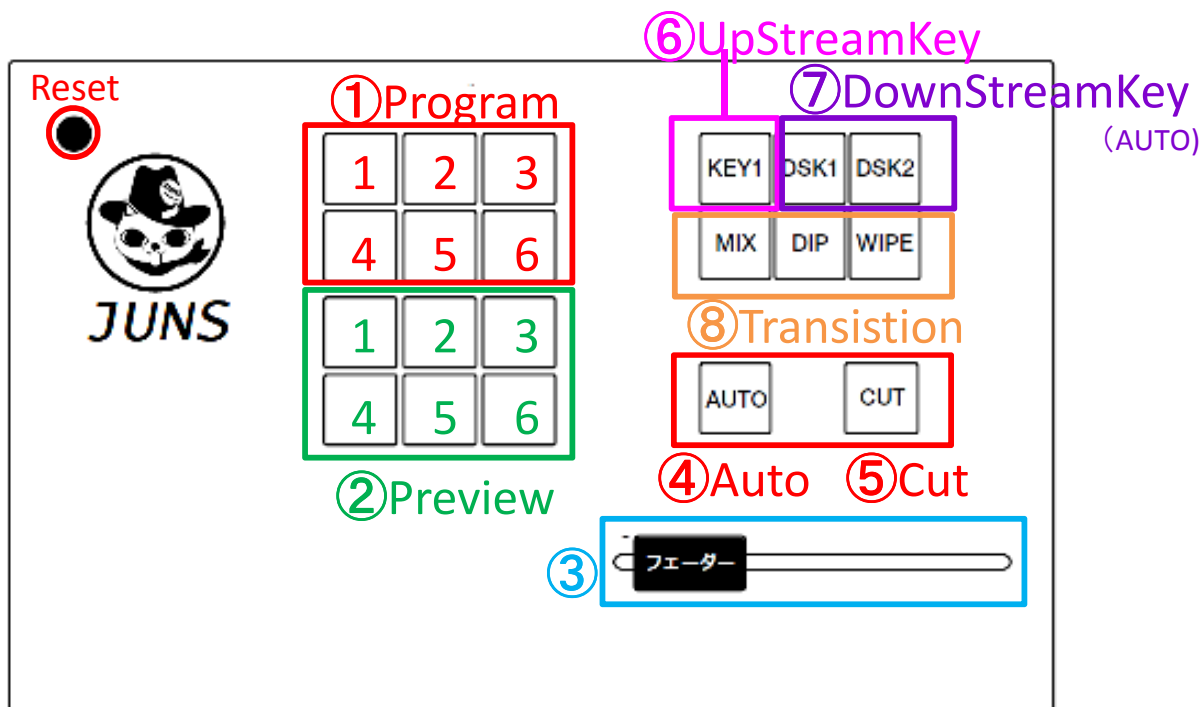 ⑥UpStreamKey
Reset
①Program
⑦DownStreamKey
（AUTO)
1 2 3
KEY1 DSK1 DSK2
4 5 6
MIX DIP WIPE
JUNS
1 2 3
⑧Transistion
4 5 6
AUTO CUT
②Preview
④Auto ⑤Cut
③
フェーダー